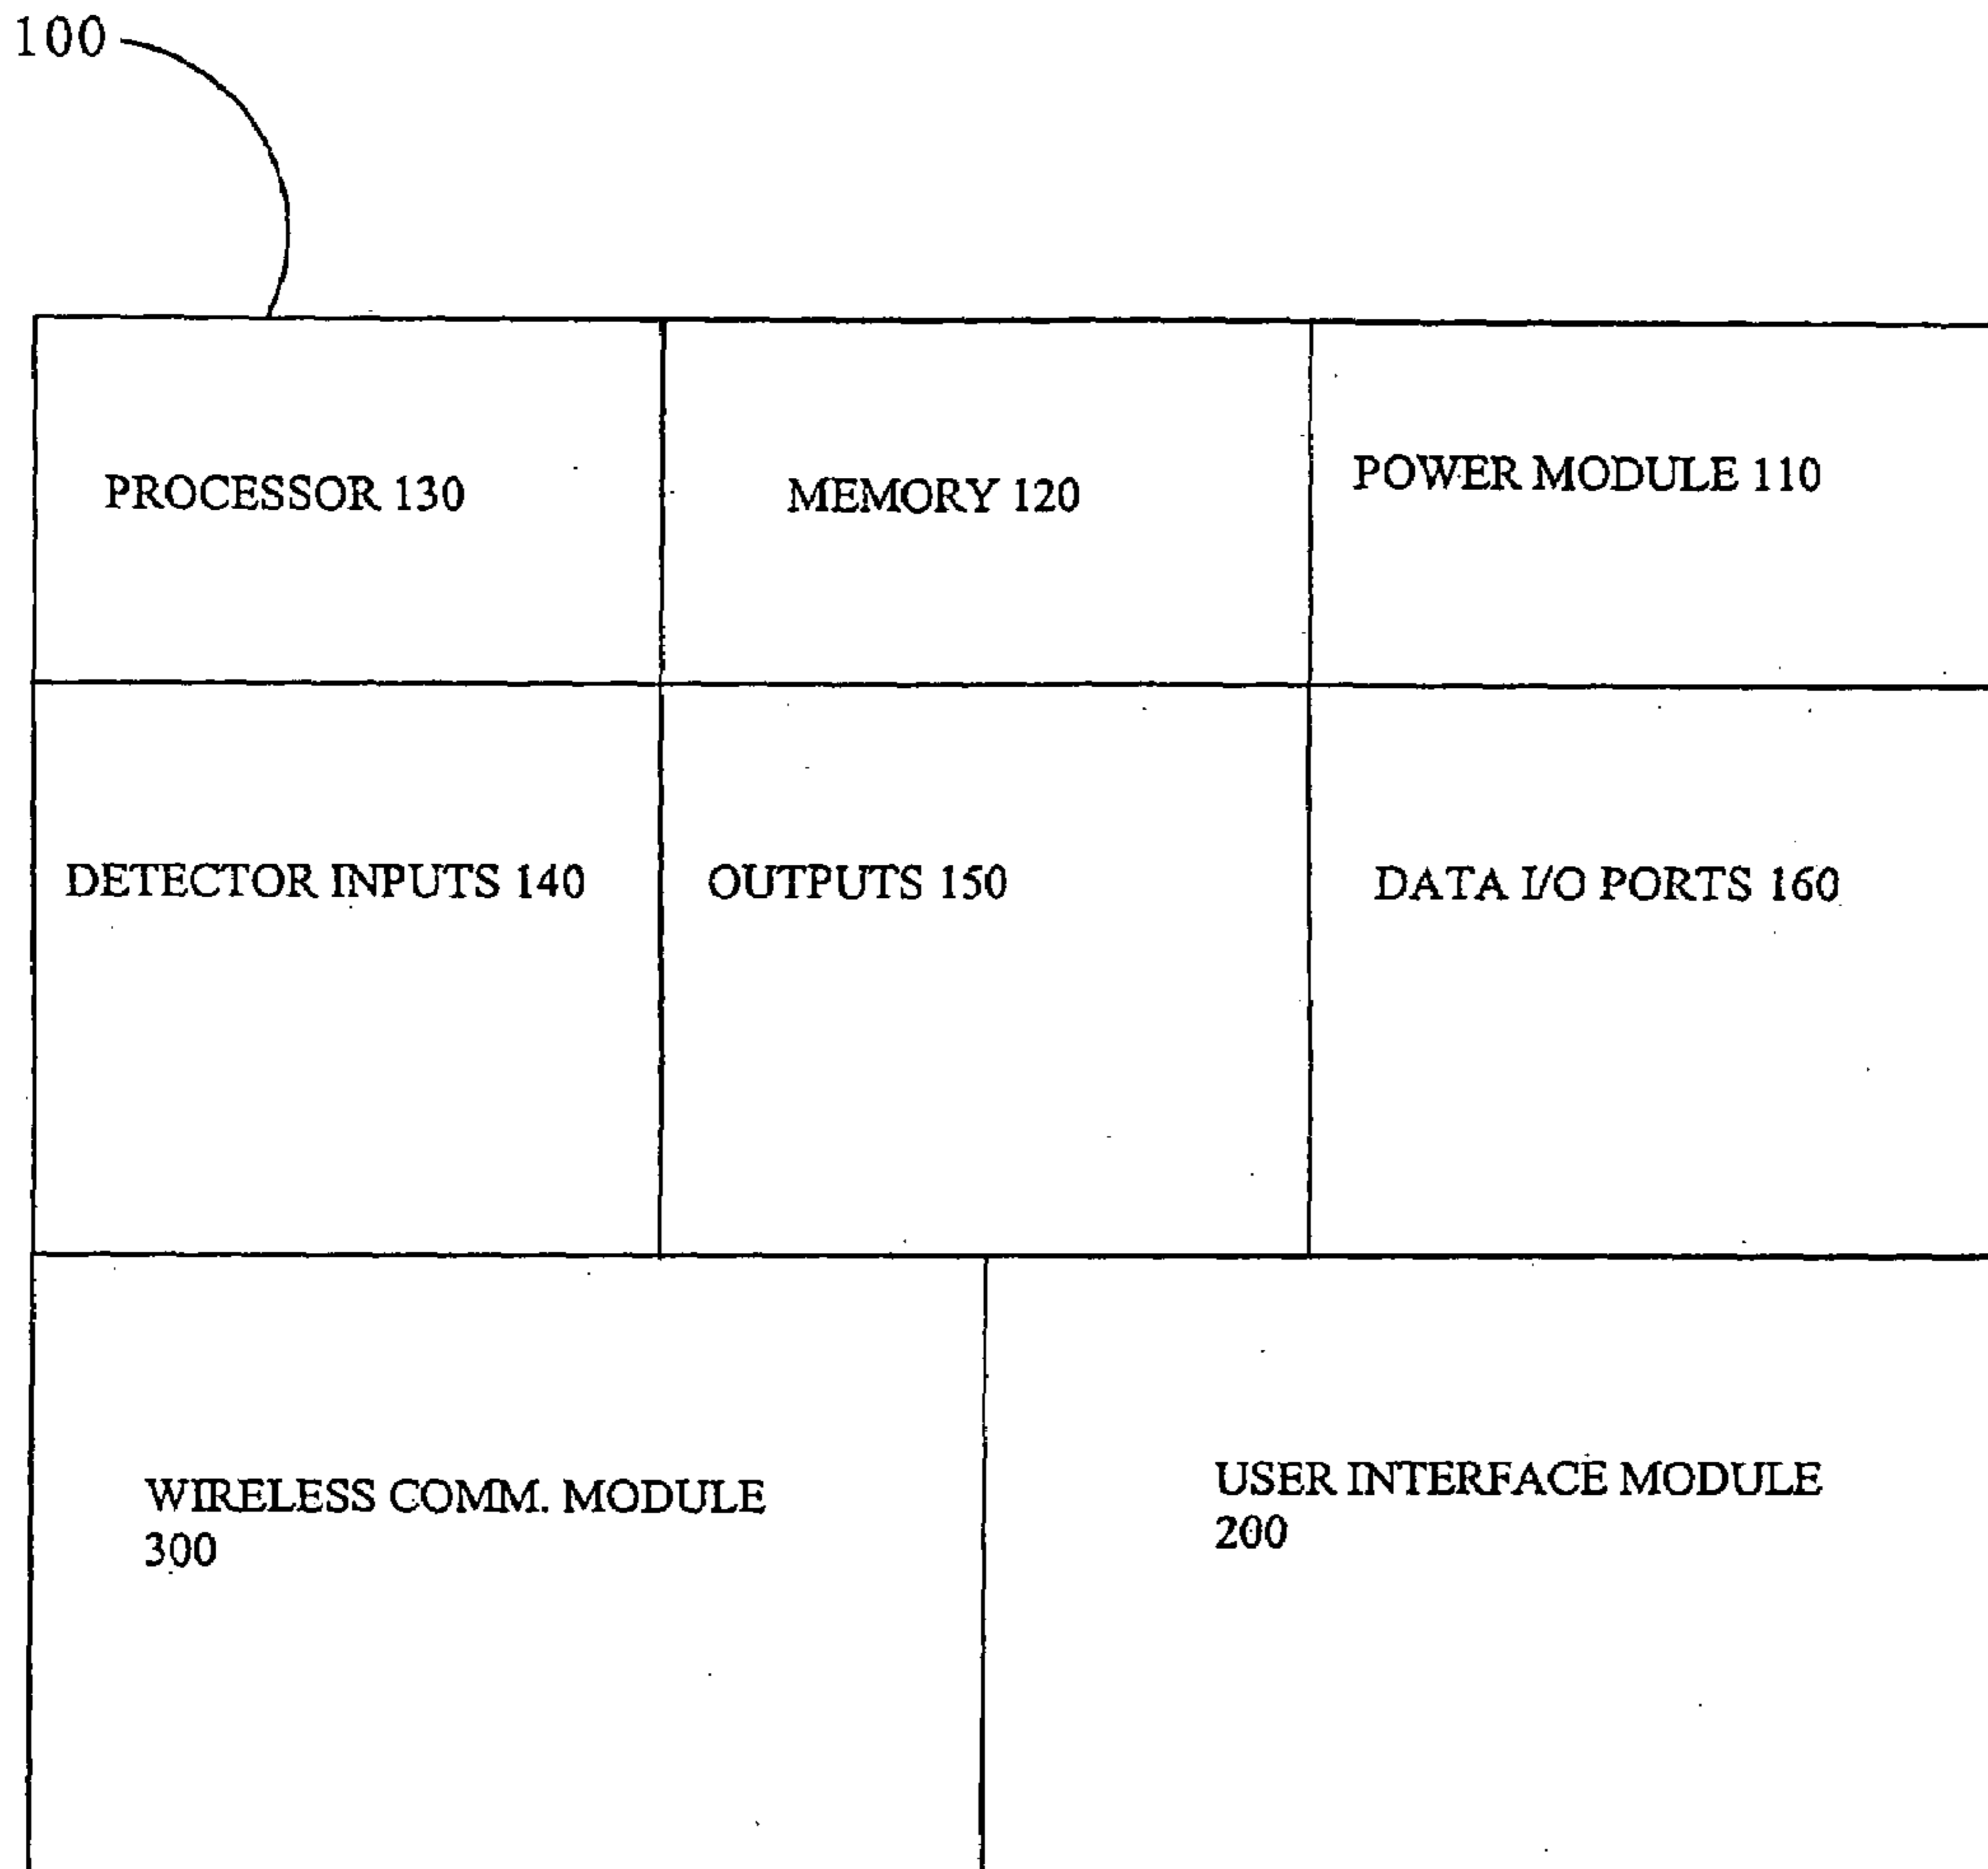 100
PROCESSOR 130
MEMORY 120
POWER MODULE 110
DETECTOR INPUTS 140
OUTPUTS 150
DATA I/O PORTS 160
WIRELESS COMM. MODULE
300
USER INTERFACE MODULE
200